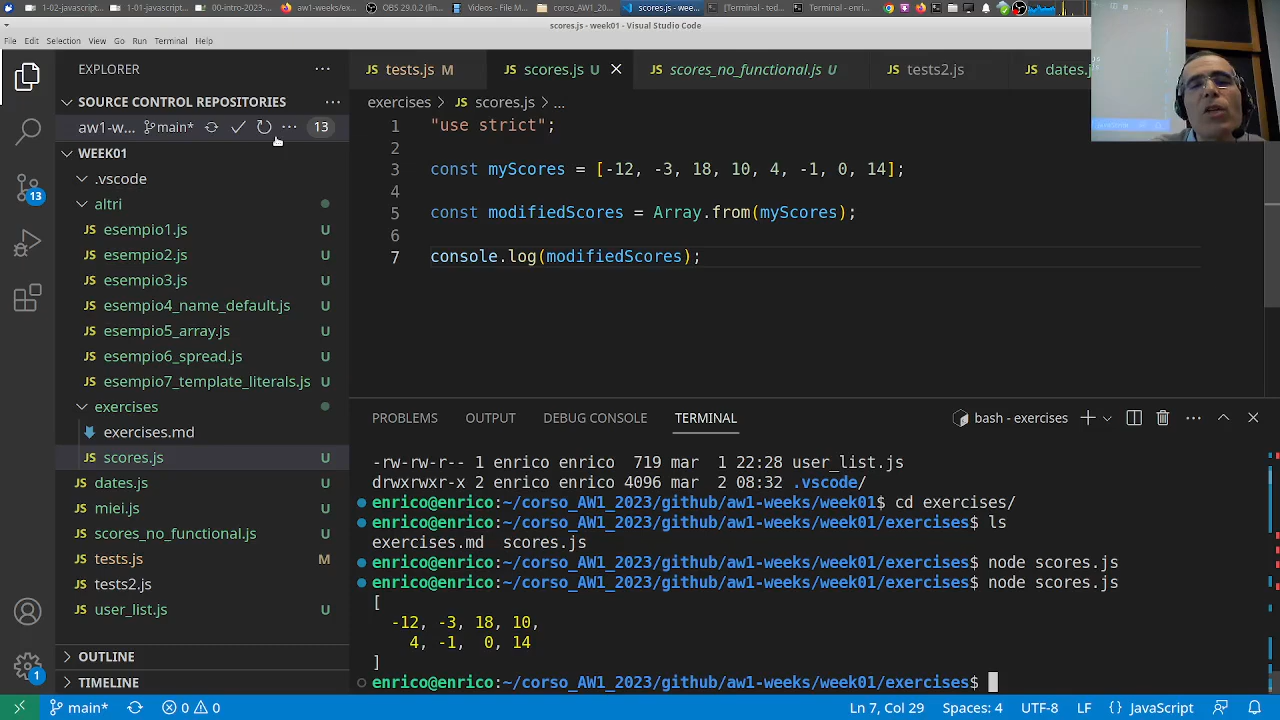 1-02-javascript...
1-01-javascript...
00-intro-2023-...
aw1-weeks/ex...
OBS 29.0.2 (li...
Videos - File M...
corso_AW1_20...
scores.js - wee...
[Terminal - ted...
[Terminal - enri...
scores.js - week01 - Visual Studio Code
File Edit Selection View Go Run Terminal Help
EXPLORER
tests.js M
scores.js U
scores_no_functional.js U
tests2.js
dates.js
SOURCE CONTROL REPOSITORIES
exercises > JS scores.js > ...
aw1-w... main* 13
WEEK01
.vscode
altri
JS esempio1.js U
JS esempio2.js U
JS esempio3.js U
JS esempio4_name_default.js U
JS esempio5_array.js U
JS esempio6_spread.js U
JS esempio7_template_literals.js U
exercises
exercises.md
JS scores.js U
JS dates.js U
JS miei.js U
JS scores_no_functional.js U
JS tests.js M
JS tests2.js
JS user_list.js U
OUTLINE
TIMELINE
13
1
1 "use strict";
2
3 const myScores = [-12, -3, 18, 10, 4, -1, 0, 14];
4
5 const modifiedScores = Array.from(myScores);
6
7 console.log(modifiedScores);
PROBLEMS OUTPUT DEBUG CONSOLE TERMINAL
bash - exercises
-rw-rw-r-- 1 enrico enrico 719 mar 1 22:28 user_list.js
drwxrwxr-x 2 enrico enrico 4096 mar 2 08:32 .vscode/
enrico@enrico:~/corso_AW1_2023/github/aw1-weeks/week01$ cd exercises/
enrico@enrico:~/corso_AW1_2023/github/aw1-weeks/week01/exercises$ ls
exercises.md scores.js
enrico@enrico:~/corso_AW1_2023/github/aw1-weeks/week01/exercises$ node scores.js
enrico@enrico:~/corso_AW1_2023/github/aw1-weeks/week01/exercises$ node scores.js
[
-12, -3, 18, 10,
4, -1, 0, 14
]
enrico@enrico:~/corso_AW1_2023/github/aw1-weeks/week01/exercises$
main* 0 0
Ln 7, Col 29 Spaces: 4 UTF-8 LF {} JavaScript